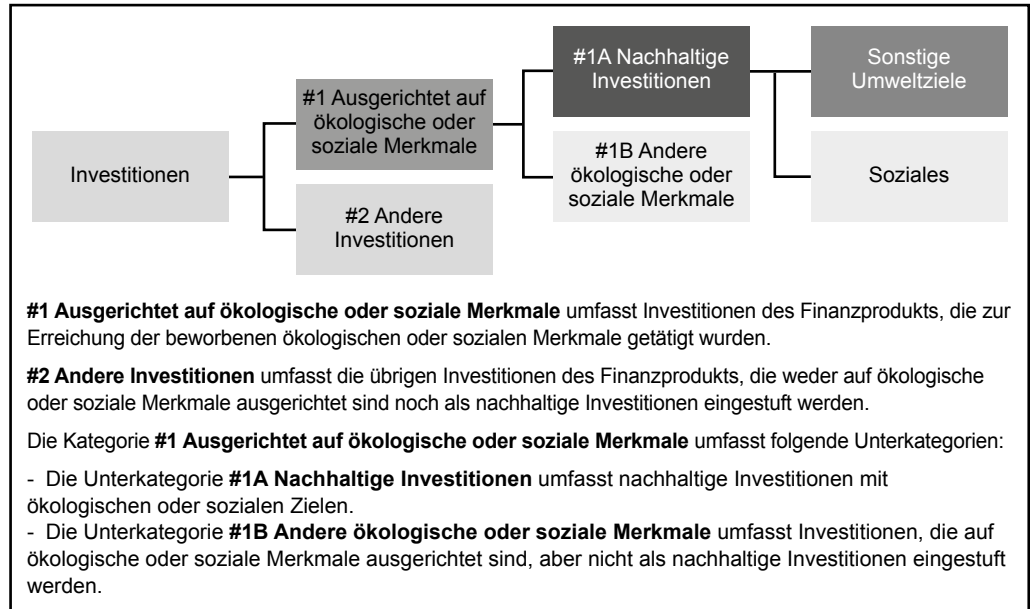 #1A Nachhaltige
Investitionen
Sonstige
Umweltziele
#1 Ausgerichtet auf
ökologische oder
soziale Merkmale
Investitionen
#1B Andere
ökologische oder
soziale Merkmale
Soziales
#2 Andere
Investitionen
#1 Ausgerichtet auf ökologische oder soziale Merkmale umfasst Investitionen des Finanzprodukts, die zur
Erreichung der beworbenen ökologischen oder sozialen Merkmale getätigt wurden.
#2 Andere Investitionen umfasst die übrigen Investitionen des Finanzprodukts, die weder auf ökologische
oder soziale Merkmale ausgerichtet sind noch als nachhaltige Investitionen eingestuft werden.
Die Kategorie #1 Ausgerichtet auf ökologische oder soziale Merkmale umfasst folgende Unterkategorien:
- Die Unterkategorie #1A Nachhaltige Investitionen umfasst nachhaltige Investitionen mit
ökologischen oder sozialen Zielen.
- Die Unterkategorie #1B Andere ökologische oder soziale Merkmale umfasst Investitionen, die auf
ökologische oder soziale Merkmale ausgerichtet sind, aber nicht als nachhaltige Investitionen eingestuft
werden.